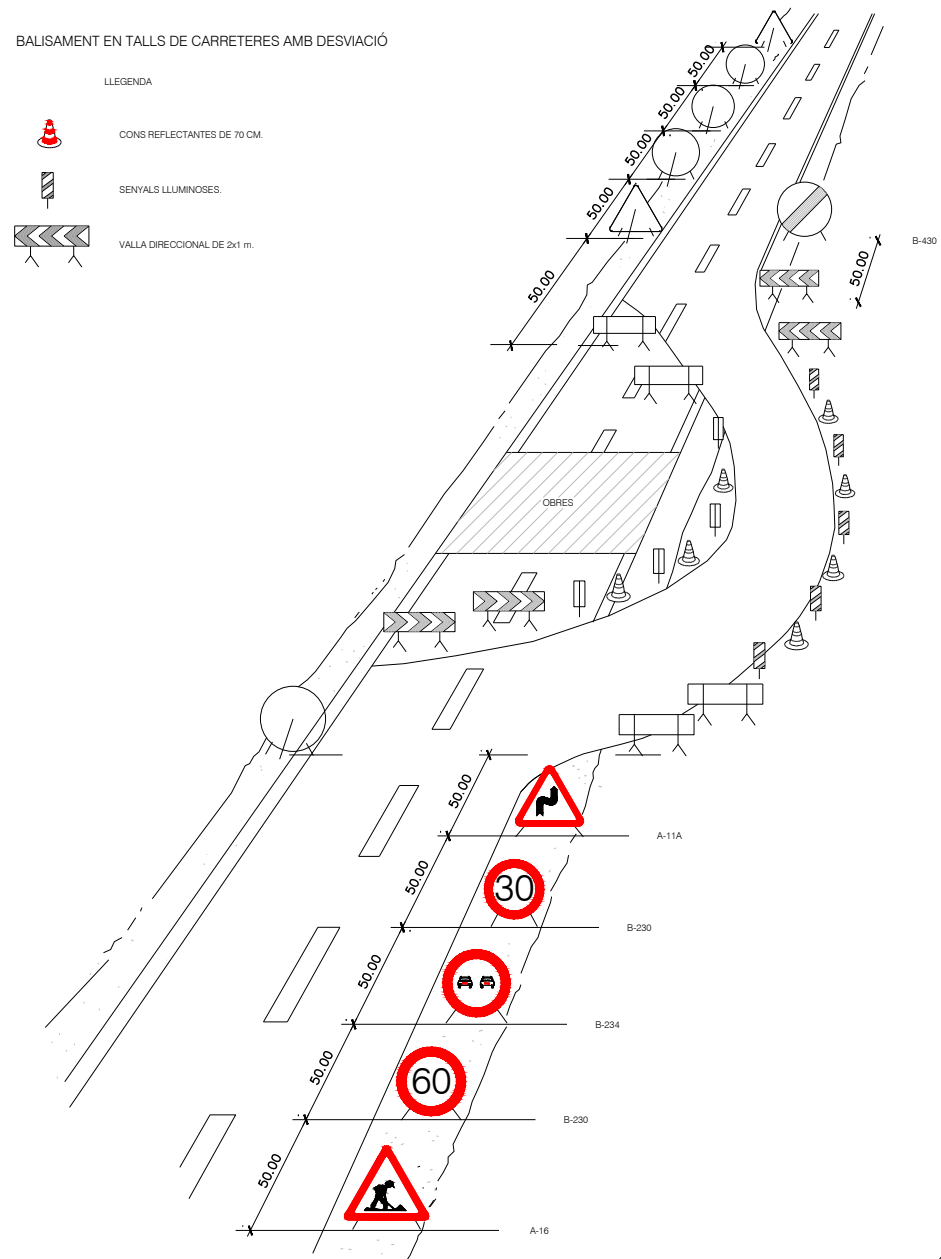 BALISAMENT EN TALLS DE CARRETERES AMB DESVIACIÓ
LLEGENDA
CONS REFLECTANTES DE 70 CM.
SENYALS LLUMINOSES.
VALLA DIRECCIONAL DE 2x1 m.
50.00
50.00
50.00
50.00
50.00
B-430
50.00
OBRES
50.00
A-11A
30
50.00
B-230
50.00
B-234
60
50.00
B-230
50.00
A-16